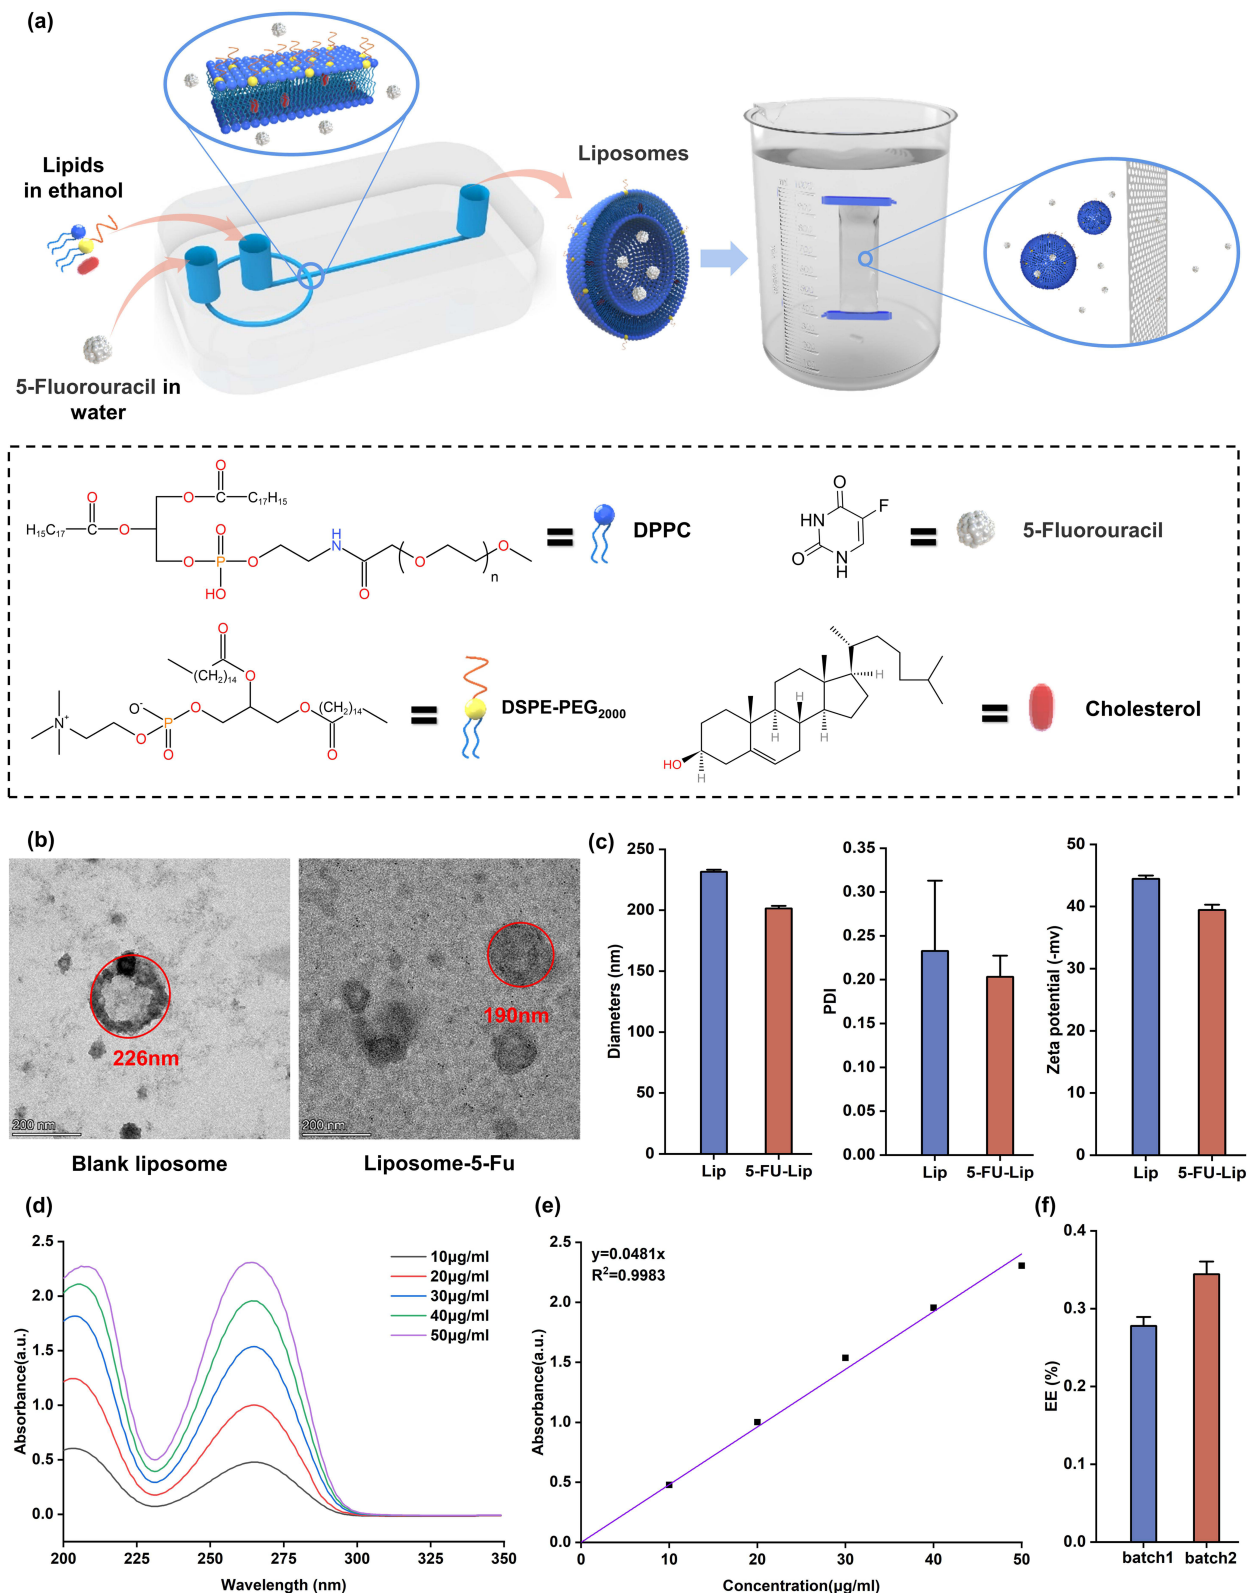 (a)
Lipids
in ethanol
5-Fluorouracil in
water
Liposomes
O
O
C
C17H15
H15C17
C
O
O
O
P
O
HO
O
H
N
O
O
O
n
DPPC
O
F
HN
O
N
H
5-Fluorouracil
O
(CH2)14
O
O-
O
P
O
O
N+
O
(CH2)14
O
DSPE-PEG2000
H
H
H
H
HO
H
Cholesterol
(b)
226nm
200 nm
Blank liposome
190nm
200 nm
Liposome-5-Fu
(c)
Diameters (nm)
250
200
150
100
50
0
Lip
5-FU-Lip
PDI
0.35
0.30
0.25
0.20
0.15
0.10
0.05
0.00
Lip
5-FU-Lip
Zeta potential (-mv)
50
40
30
20
10
0
Lip
5-FU-Lip
(d)
Absorbance(a.u.)
2.5
2.0
1.5
1.0
0.5
0.0
200
225
250
275
300
325
350
Wavelength (nm)
10μg/ml
20μg/ml
30μg/ml
40μg/ml
50μg/ml
(e)
y=0.0481x
R2=0.9983
Absorbance(a.u.)
2.5
2.0
1.5
1.0
0.5
0.0
0
10
20
30
40
50
Concentration(μg/ml)
(f)
EE (%)
0.4
0.3
0.2
0.1
0.0
batch1
batch2